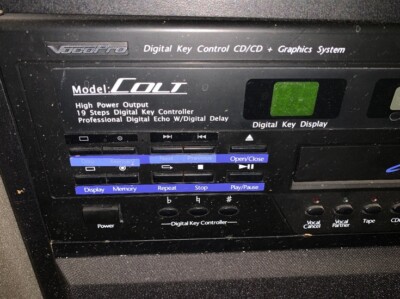 VocoPro Digital Key Control CD/CD + Graphics System
Model: COLT
High Power Output
19 Steps Digital Key Controller
Professional Digital Echo W/Digital Delay
Digital Key Display
Open/Close
Display Memory Repeat Stop Play/Pause
♭ ♮ #
Power
Digital Key Controller
Vocal Cancel
Vocal Partner
Tape